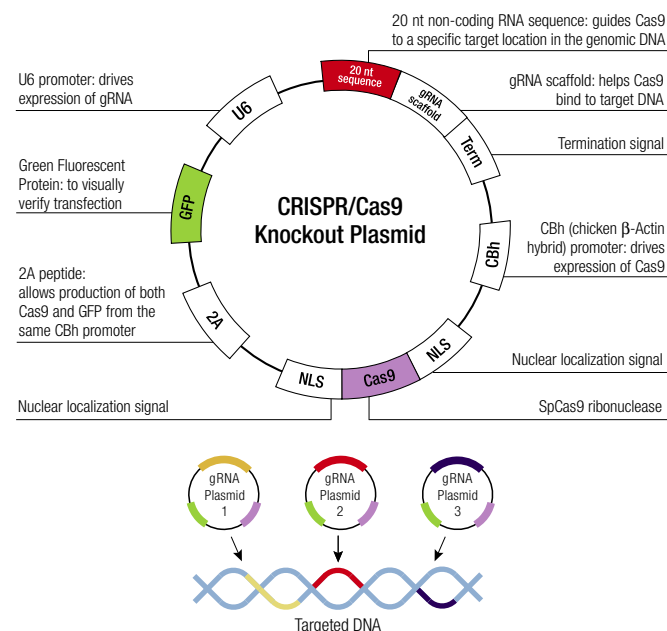 20 nt non-coding RNA sequence: guides Cas9
to a specific target location in the genomic DNA
U6 promoter: drives
expression of gRNA
gRNA scaffold: helps Cas9
bind to target DNA
Termination signal
Green Fluorescent
Protein: to visually
verify transfection
CBh (chicken β-Actin
hybrid) promoter: drives
expression of Cas9
2A peptide:
allows production of both
Cas9 and GFP from the
same CBh promoter
Nuclear localization signal
Nuclear localization signal
SpCas9 ribonuclease
20 nt
sequence
gRNA
scaffold
Term
CBh
NLS
Cas9
NLS
2A
GFP
U6
CRISPR/Cas9
Knockout Plasmid
gRNA
Plasmid
1
gRNA
Plasmid
2
gRNA
Plasmid
3
Targeted DNA